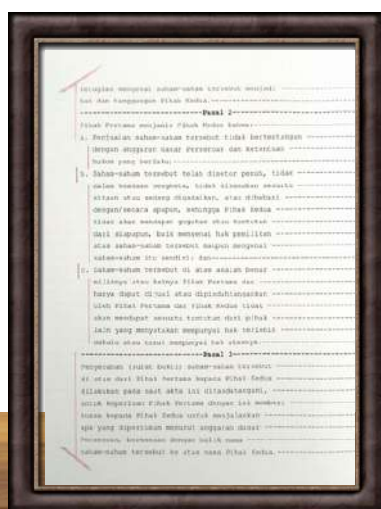 kerugian mengenai saham-saham tersebut menjadi
hak dan tanggungan Pihak Kedua.
Pasal 2
Pihak Pertama menjamin Pihak Kedua bahwa:
a. Penjualan saham-saham tersebut tidak bertentangan
dengan anggaran dasar Perseroan dan ketentuan
hukum yang berlaku;
b. Saham-saham tersebut telah disetor penuh, tidak
dalam keadaan sengketa, tidak dikenakan sesuatu
sitaan atau sedang digadaikan, atau dibebani
dengan/secara apapun, sehingga Pihak Kedua
tidak akan mendapat gangguan atau tuntutan
dari siapapun, baik mengenai hak pemilikan
atas saham-saham tersebut maupun mengenai
saham-saham itu sendiri; dan
c. Saham-saham tersebut di atas adalah benar
miliknya atau haknya Pihak Pertama dan
hanya dapat dijual atau dipindahtangankan
oleh Pihak Pertama dan Pihak Kedua tidak
akan mendapat sesuatu tuntutan dari pihak
lain yang menyatakan mempunyai hak terlebih
dahulu atau turut mempunyai hak atasnya.
Pasal 3
Penyerahan (surat bukti) saham-saham tersebut
di atas dari Pihak Pertama kepada Pihak Kedua
dilakukan pada saat akta ini ditandatangani,
untuk keperluan Pihak Pertama dengan ini memberi
kuasa kepada Pihak Kedua untuk menjalankan
apa yang diperlukan menurut anggaran dasar
Perseroan, berkenaan dengan balik nama
saham-saham tersebut ke atas nama Pihak Kedua.